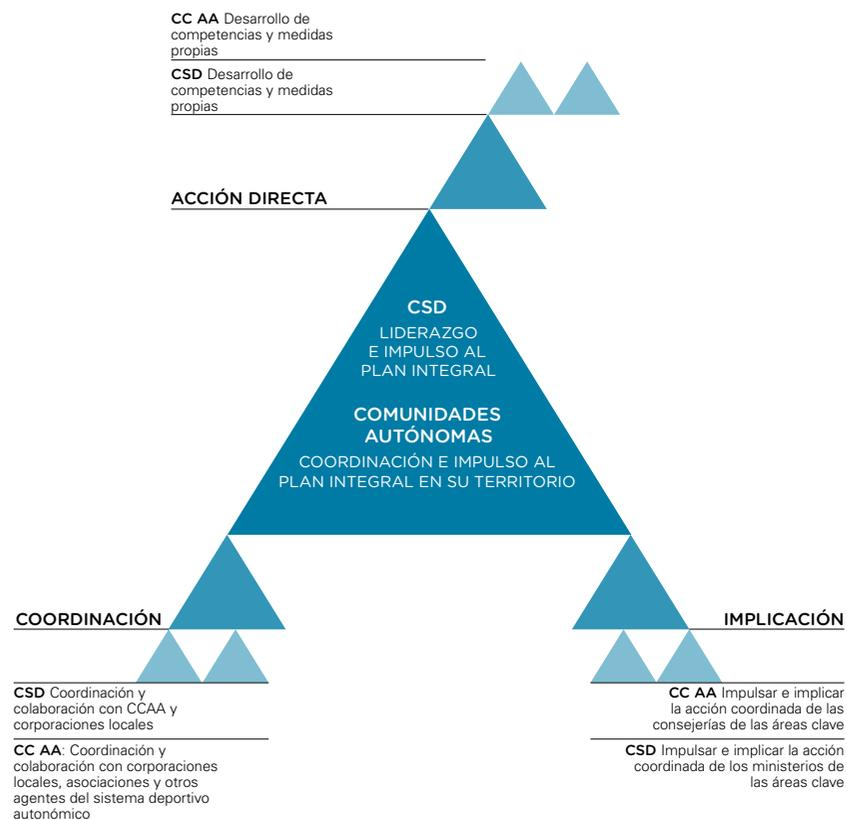 CC AA Desarrollo de
competencias y medidas
propias
CSD Desarrollo de
competencias y medidas
propias
ACCIÓN DIRECTA
CSD
LIDERAZGO
E IMPULSO AL
PLAN INTEGRAL
COMUNIDADES
AUTÓNOMAS
COORDINACIÓN E IMPULSO AL
PLAN INTEGRAL EN SU TERRITORIO
COORDINACIÓN
CSD Coordinación y
colaboración con CCAA y
corporaciones locales
CC AA: Coordinación y
colaboración con corporaciones
locales, asociaciones y otros
agentes del sistema deportivo
autonómico
IMPLICACIÓN
CC AA Impulsar e implicar
la acción coordinada de las
consejerías de las áreas clave
CSD Impulsar e implicar la acción
coordinada de los ministerios de
las áreas clave